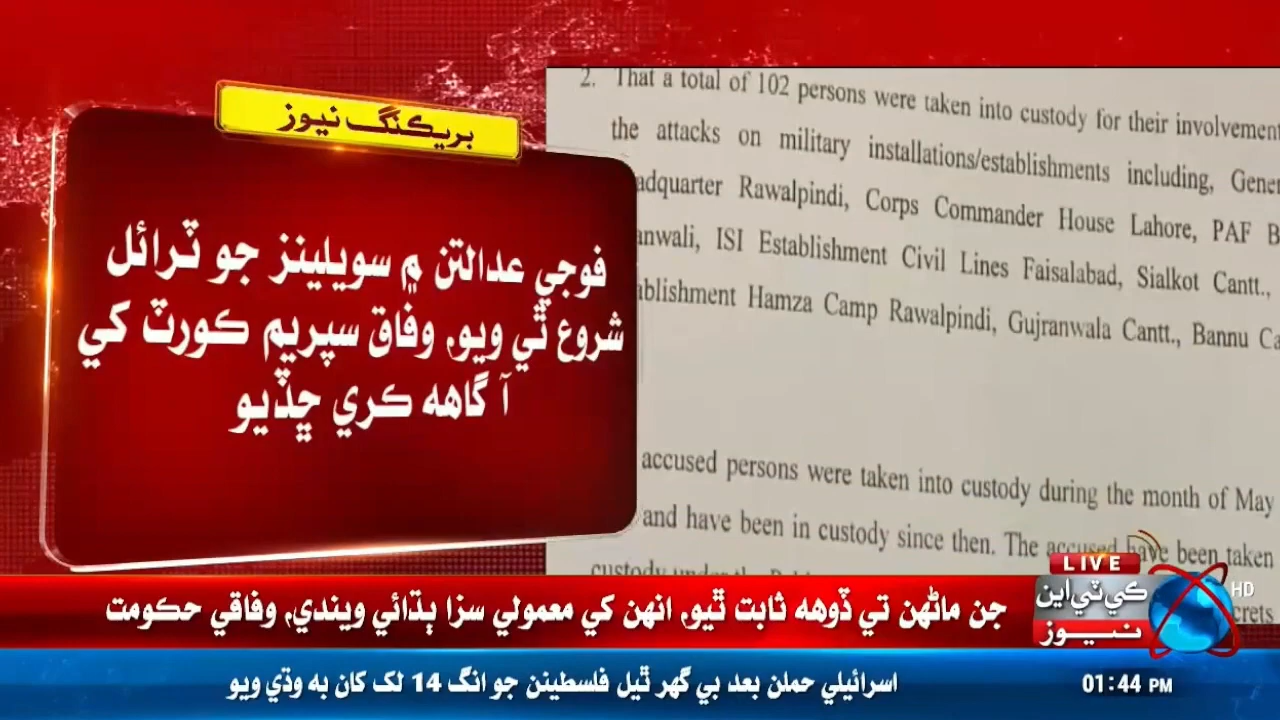 بريڪنگ نيوز
فوجي عدالتن ۾ سويلينز جو ٽرائل
شروع ٿي ويو، وفاق سپريم ڪورٽ کي
آگاهه ڪري ڇڏيو
2. That a total of 102 persons were taken into custody for their involvement
the attacks on military installations/establishments including, Gener
adquarter Rawalpindi, Corps Commander House Lahore, PAF B
anwali, ISI Establishment Civil Lines Faisalabad, Sialkot Cantt.,
ablishment Hamza Camp Rawalpindi, Gujranwala Cantt., Bannu Ca
accused persons were taken into custody during the month of May
and have been in custody since then. The accused have been taken
custody under the
crets
LIVE
ڪي ٽي اين
نيوز
HD
جن ماڻهن تي ڏوهه ثابت ٿيو، انهن کي معمولي سزا ٻڌائي ويندي، وفاقي حڪومت
اسرائيلي حملن بعد بي گهر ٿيل فلسطينن جو انگ 14 لک کان به وڌي ويو
01:44 PM